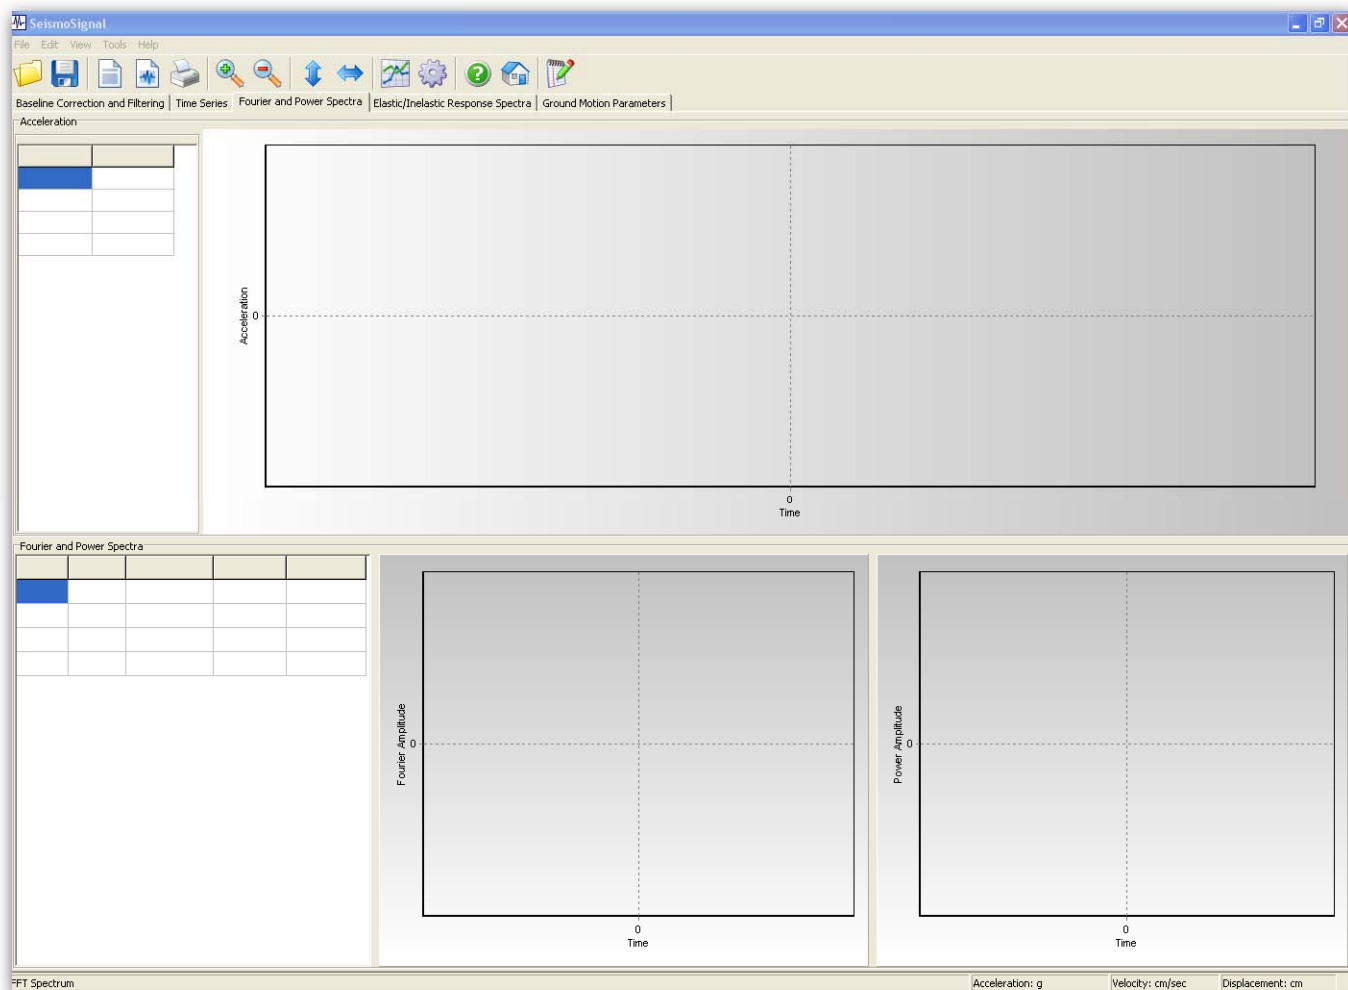 SeismoSignal
File Edit View Tools Help
Baseline Correction and Filtering Time Series Fourier and Power Spectra Elastic/Inelastic Response Spectra Ground Motion Parameters
Acceleration
Acceleration
0
0
Time
Fourier and Power Spectra
Fourier Amplitude
0
0
Time
Power Amplitude
0
0
Time
FFT Spectrum Acceleration: g Velocity: cm/sec Displacement: cm